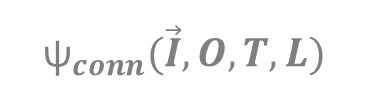 ψ_conn(I⃗, O, T, L)